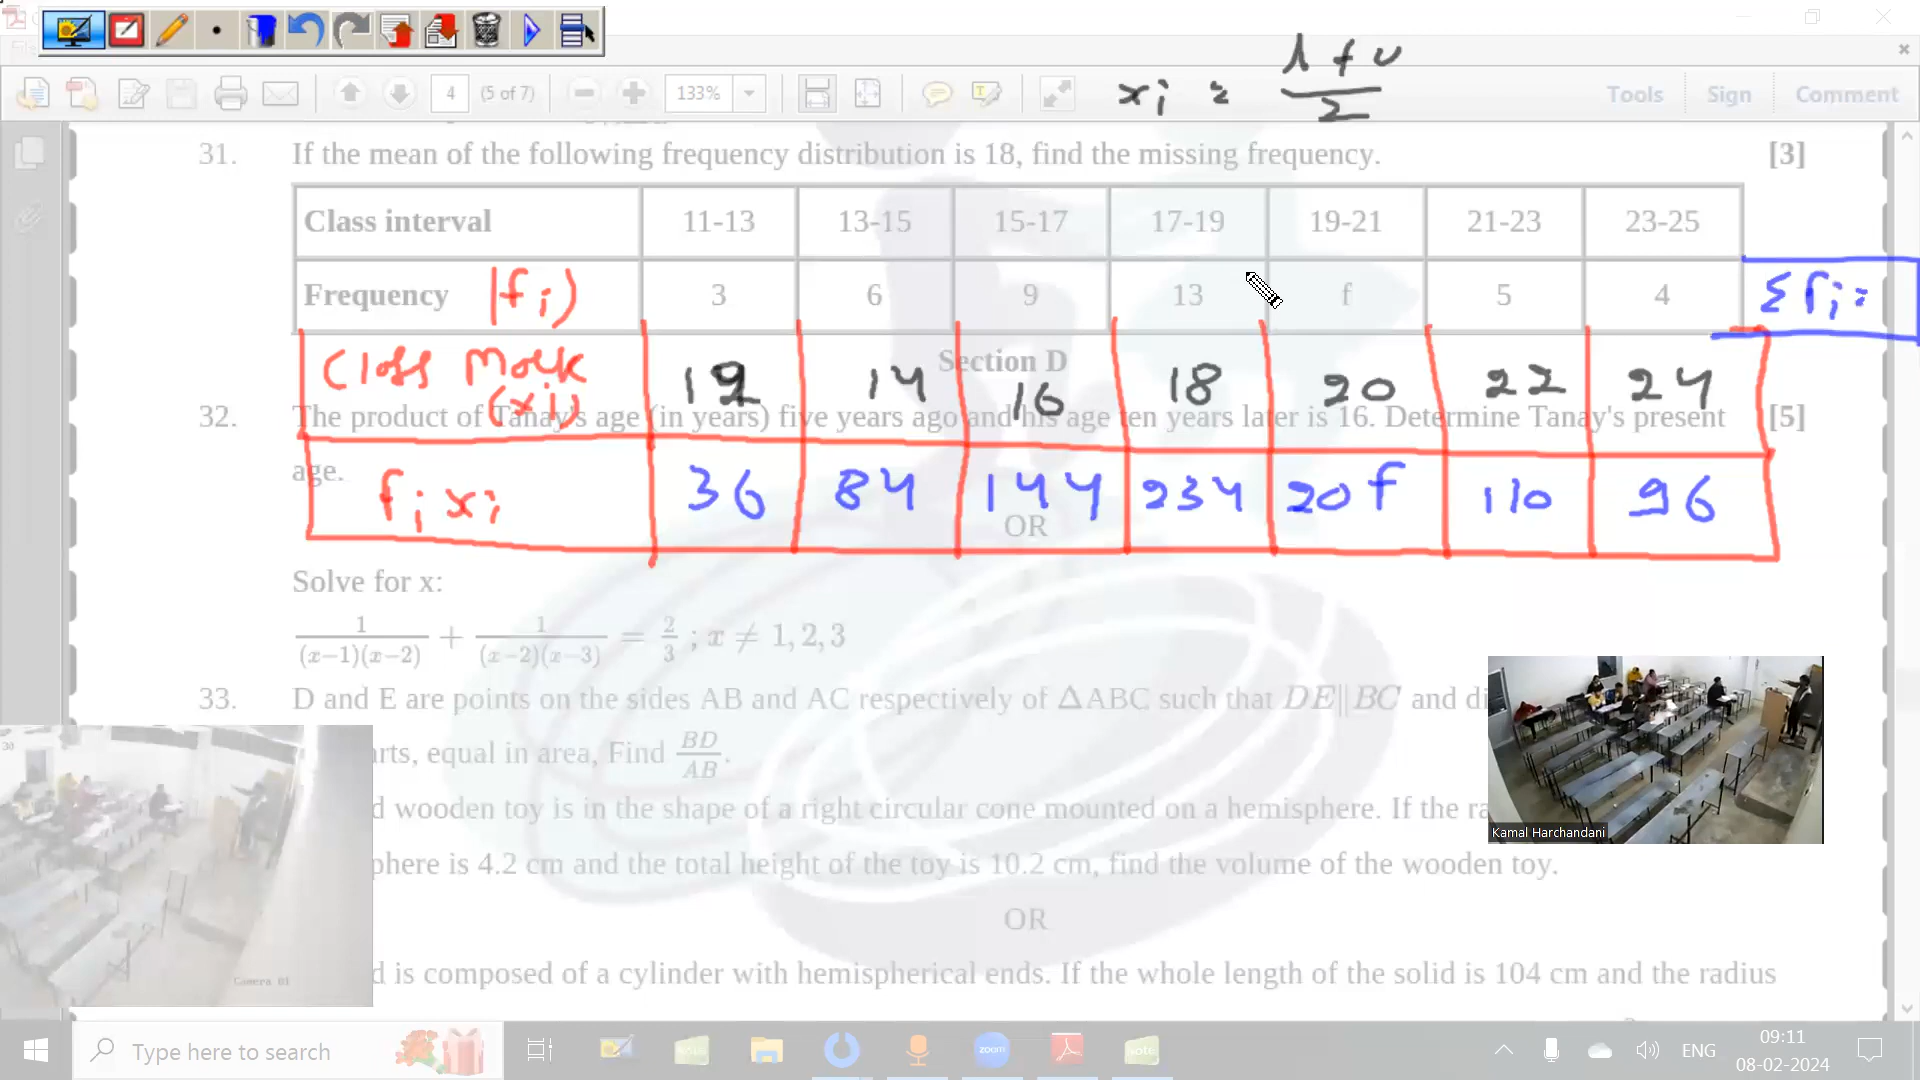 xi = l + u
2
4 (5 of 7) 133% Tools Sign Comment
31. If the mean of the following frequency distribution is 18, find the missing frequency. [3]
Class interval 11-13 13-15 15-17 17-19 19-21 21-23 23-25
Frequency (fi) 3 6 9 13 f 5 4 Σfi =
Section D
Class Mark (xi) 12 14 16 18 20 22 24
32. The product of Tanay's age (in years) five years ago and his age ten years later is 16. Determine Tanay's present [5]
age.
fi xi 36 84 144 234 20f 110 96
OR
Solve for x:
1/((x−1)(x−2)) + 1/((x−2)(x−3)) = 2/3 ; x ≠ 1, 2, 3
33. D and E are points on the sides AB and AC respectively of ΔABC such that DE||BC and di
rts, equal in area, Find BD/AB.
d wooden toy is in the shape of a right circular cone mounted on a hemisphere. If the ra
Kamal Harchandani
phere is 4.2 cm and the total height of the toy is 10.2 cm, find the volume of the wooden toy.
OR
d is composed of a cylinder with hemispherical ends. If the whole length of the solid is 104 cm and the radius
Camera 01
Type here to search
zoom
ENG
09:11
08-02-2024